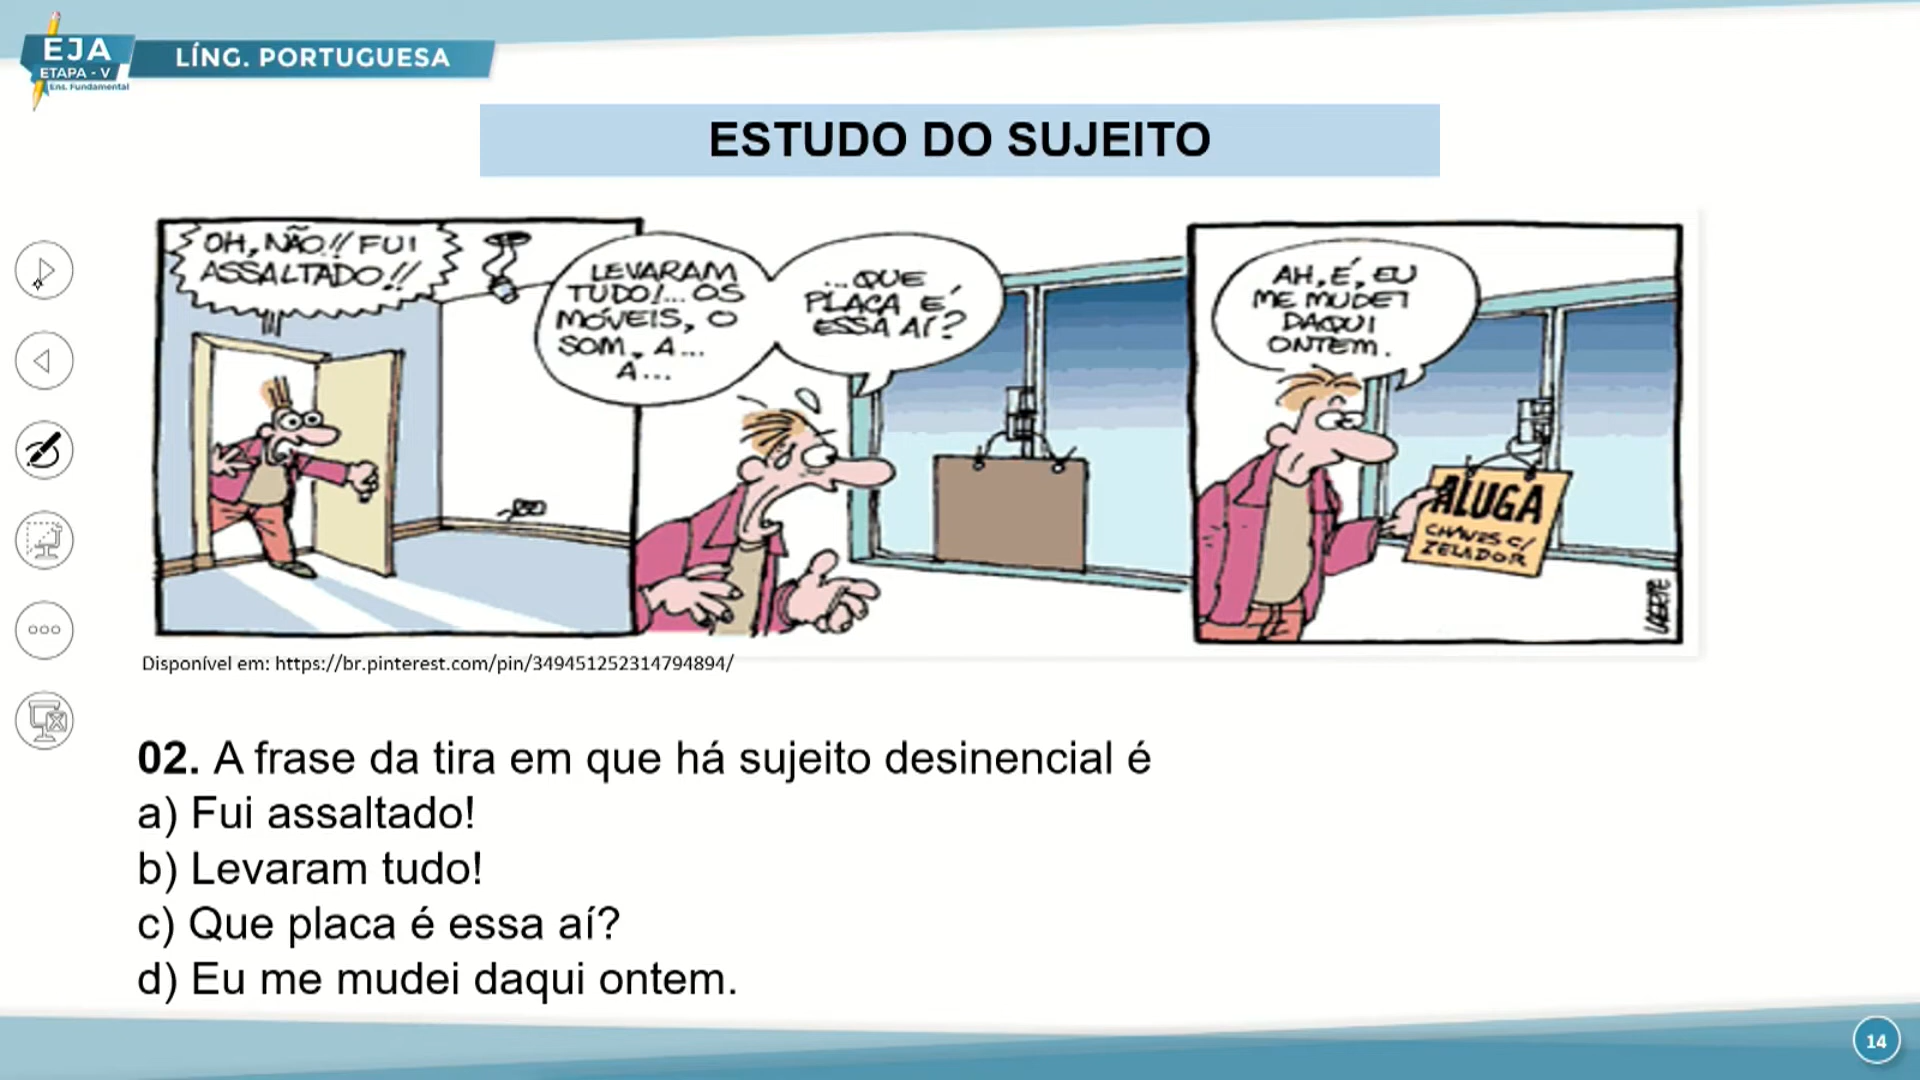 EJA
ETAPA - V
Ens. Fundamental
LÍNG. PORTUGUESA
ESTUDO DO SUJEITO
OH, NÃO!! FUI
ASSALTADO!!
LEVARAM
TUDO!... OS
MÓVEIS, O
SOM, A...
A...
...QUE
PLACA É
ESSA AÍ?
AH, É, EU
ME MUDEI
DAQUI
ONTEM.
ALUGA
CHAVES C/
ZELADOR
LAERTE
Disponível em: https://br.pinterest.com/pin/349451252314794894/
02. A frase da tira em que há sujeito desinencial é
a) Fui assaltado!
b) Levaram tudo!
c) Que placa é essa aí?
d) Eu me mudei daqui ontem.
14